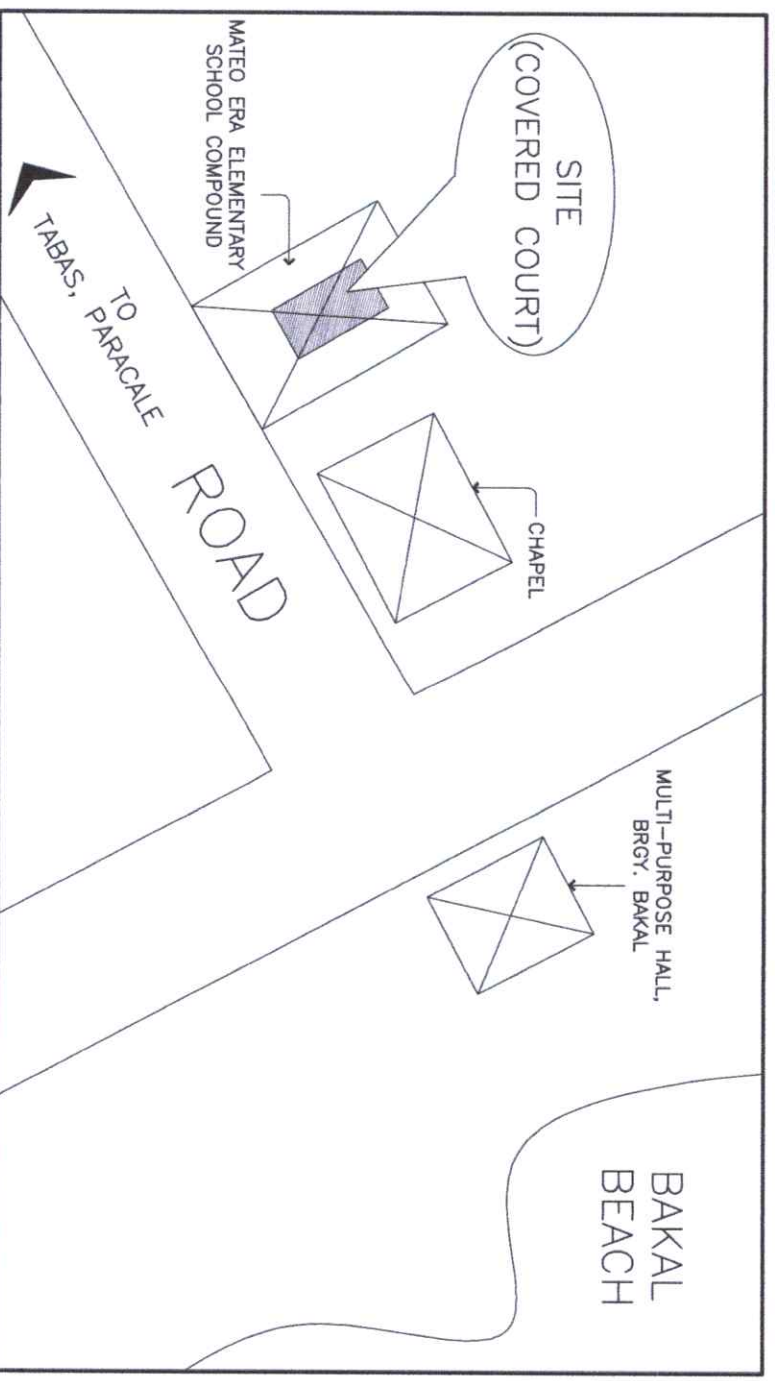 SITE
(COVERED COURT)
MATEO ERA ELEMENTARY
SCHOOL COMPOUND
CHAPEL
MULTI-PURPOSE HALL,
BRGY. BAKAL
BAKAL
BEACH
ROAD
TO
TABAS, PARACALE